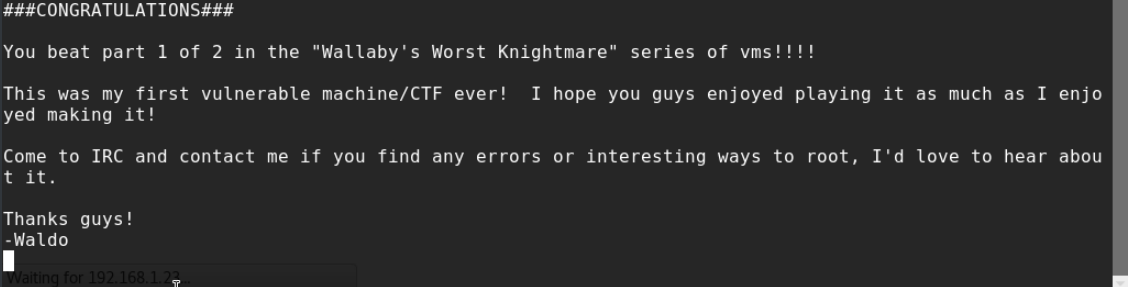 ###CONGRATULATIONS###
You beat part 1 of 2 in the "Wallaby's Worst Knightmare" series of vms!!!!
This was my first vulnerable machine/CTF ever!  I hope you guys enjoyed playing it as much as I enjo
yed making it!
Come to IRC and contact me if you find any errors or interesting ways to root, I'd love to hear abou
t it.
Thanks guys!
-Waldo
Waiting for 192.168.1.23...